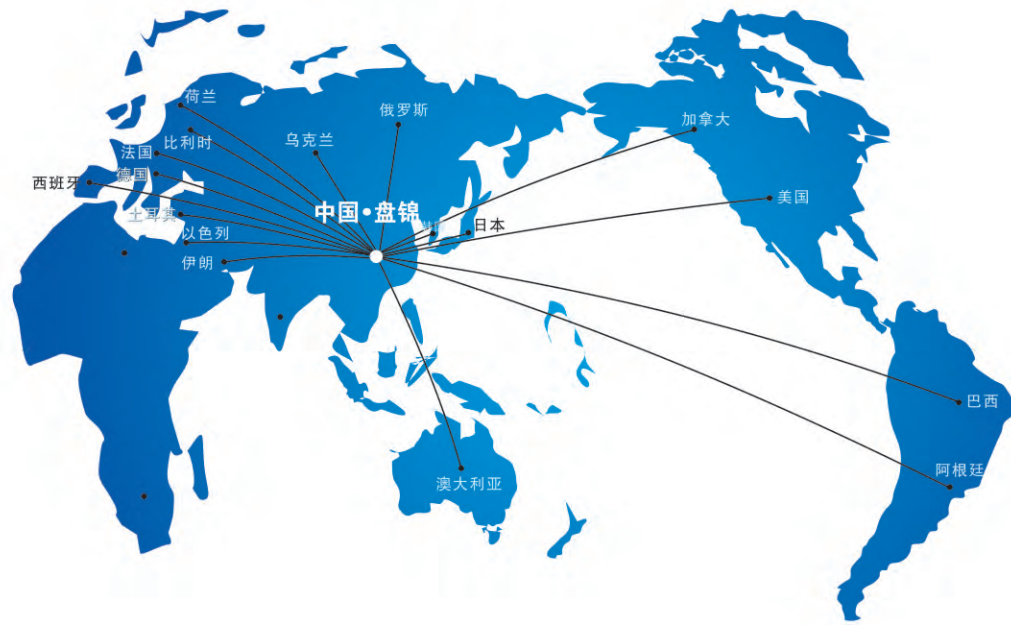 荷兰
俄罗斯
加拿大
比利时
乌克兰
法国
德国
西班牙
美国
中国·盘锦
土耳其
日本
以色列
伊朗
巴西
阿根廷
澳大利亚